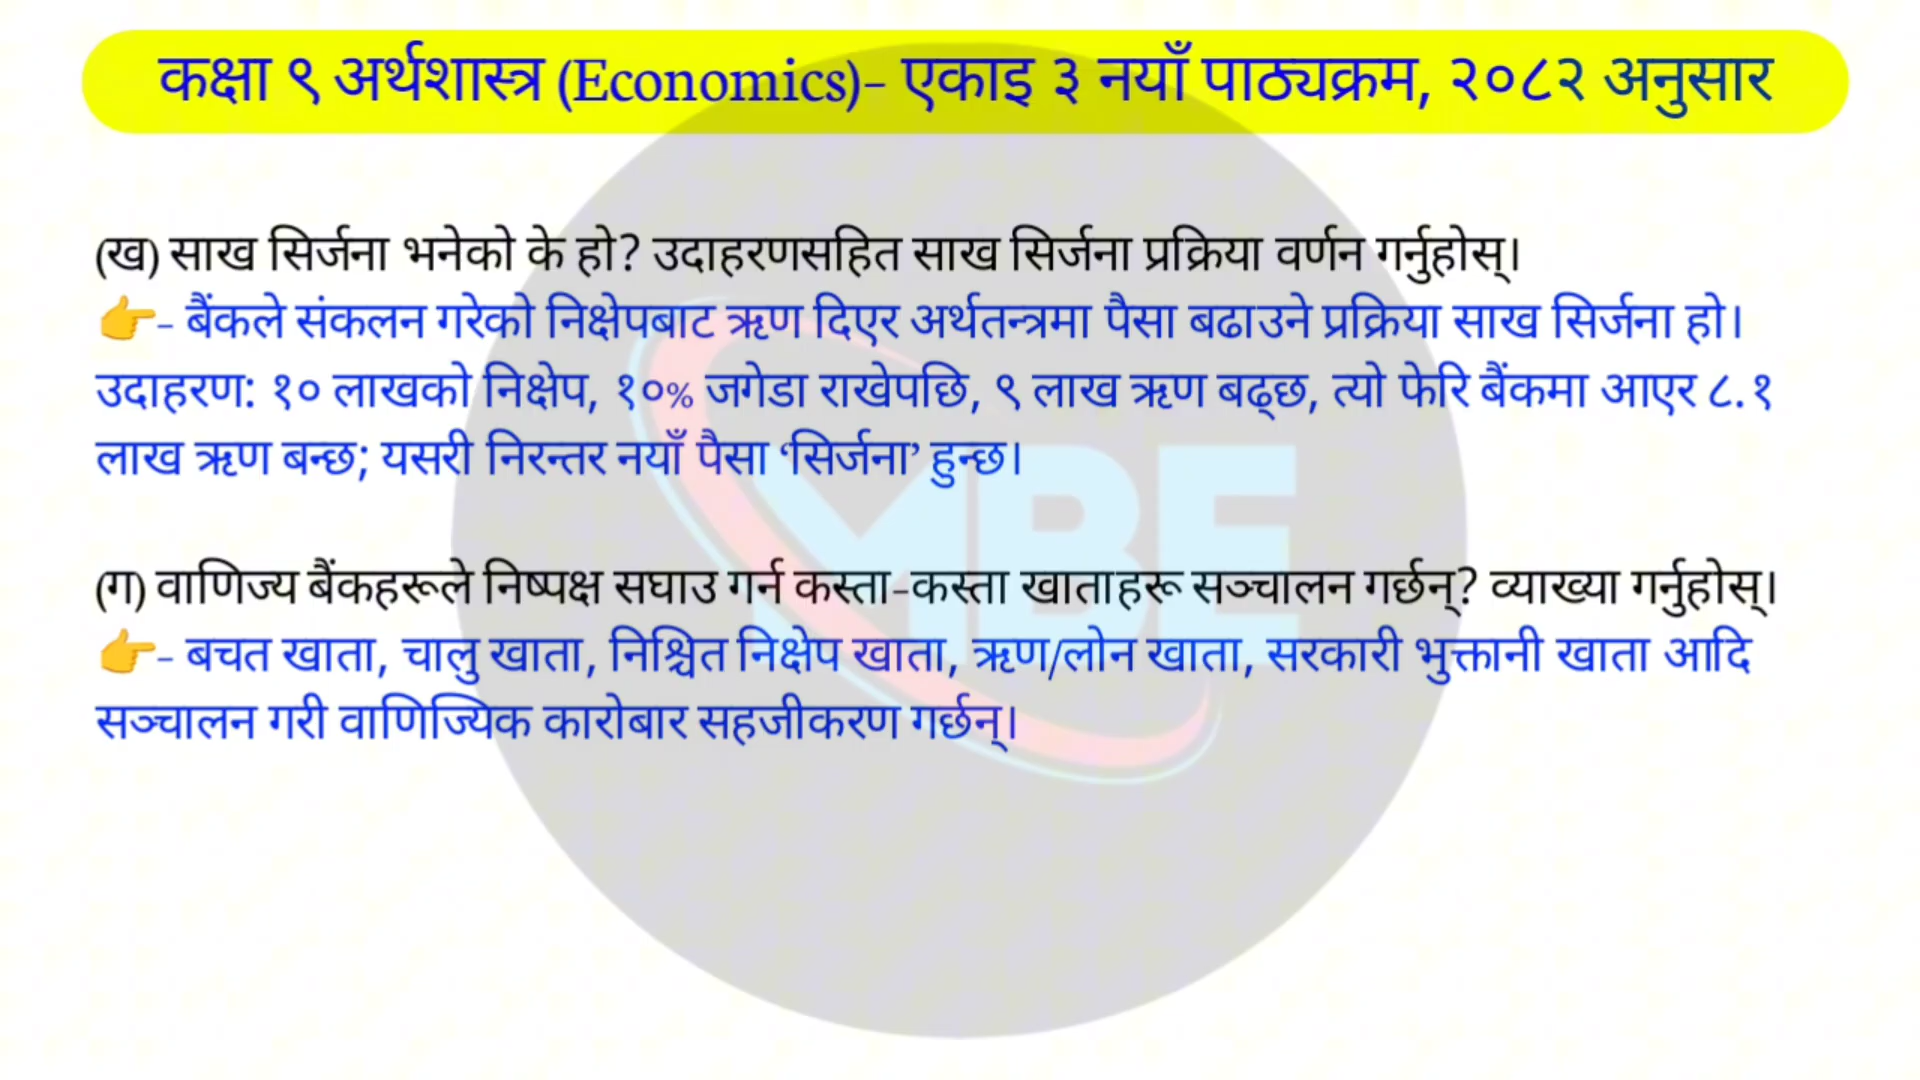 कक्षा ९ अर्थशास्त्र (Economics)- एकाइ ३ नयाँ पाठ्यक्रम, २०८२ अनुसार
(ख) साख सिर्जना भनेको के हो? उदाहरणसहित साख सिर्जना प्रक्रिया वर्णन गर्नुहोस्।
👉- बैंकले संकलन गरेको निक्षेपबाट ऋण दिएर अर्थतन्त्रमा पैसा बढाउने प्रक्रिया साख सिर्जना हो।
उदाहरण: १० लाखको निक्षेप, १०% जगेडा राखेपछि, ९ लाख ऋण बढ्छ, त्यो फेरि बैंकमा आएर ८.१
लाख ऋण बन्छ; यसरी निरन्तर नयाँ पैसा ‘सिर्जना’ हुन्छ।
(ग) वाणिज्य बैंकहरूले निष्पक्ष सघाउ गर्न कस्ता-कस्ता खाताहरू सञ्चालन गर्छन्? व्याख्या गर्नुहोस्।
👉- बचत खाता, चालु खाता, निश्चित निक्षेप खाता, ऋण/लोन खाता, सरकारी भुक्तानी खाता आदि
सञ्चालन गरी वाणिज्यिक कारोबार सहजीकरण गर्छन्।
MBE